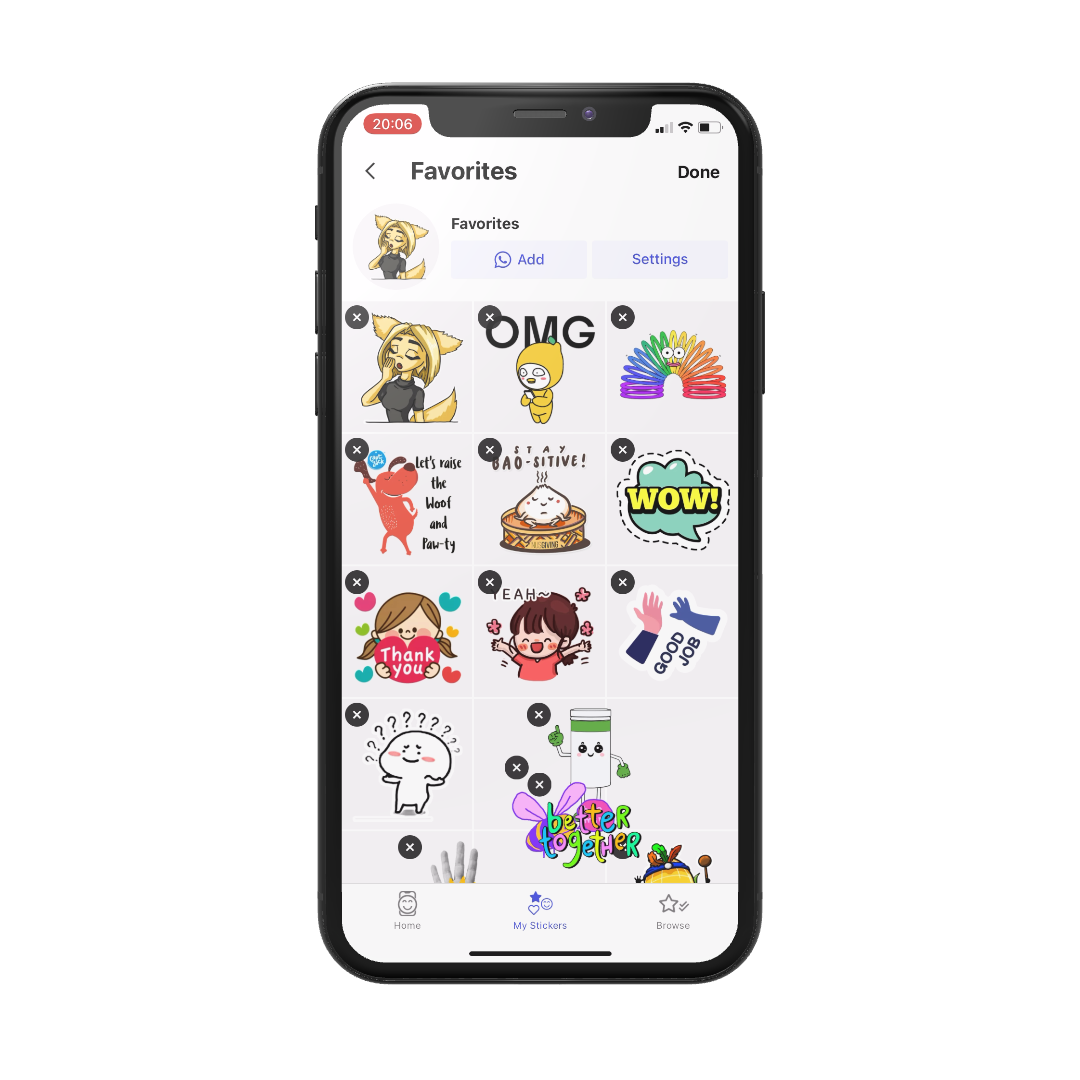 20:06
Favorites
Done
Favorites
Add
Settings
OMG
Let's raise
the
Woof
and
Paw-ty
STAY
BAO-SITIVE!
GIVING
WOW!
Thank
you
YEAH~
GOOD
JOB
? ? ? ? ? ? ? ? ?
better
together
Home
My Stickers
Browse